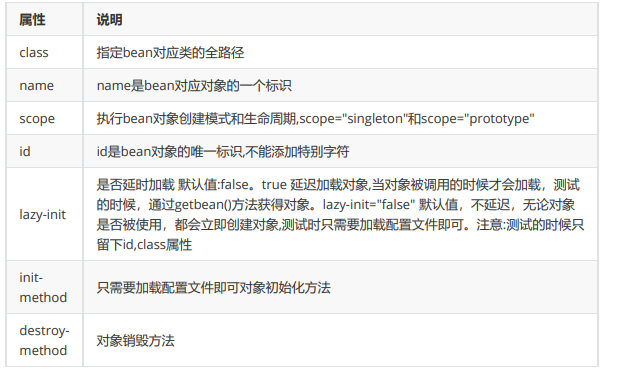 属性 说明
class 指定bean对应类的全路径
name name是bean对应对象的一个标识
scope 执行bean对象创建模式和生命周期,scope="singleton"和scope="prototype"
id id是bean对象的唯一标识,不能添加特别字符
是否延时加载 默认值:false。true 延迟加载对象,当对象被调用的时候才会加载，测试
的时候，通过getbean()方法获得对象。lazy-init="false" 默认值，不延迟，无论对象
lazy-init
是否被使用，都会立即创建对象,测试时只需要加载配置文件即可。注意:测试的时候只
留下id,class属性
init-
method
只需要加载配置文件即可对象初始化方法
destroy-
method
对象销毁方法